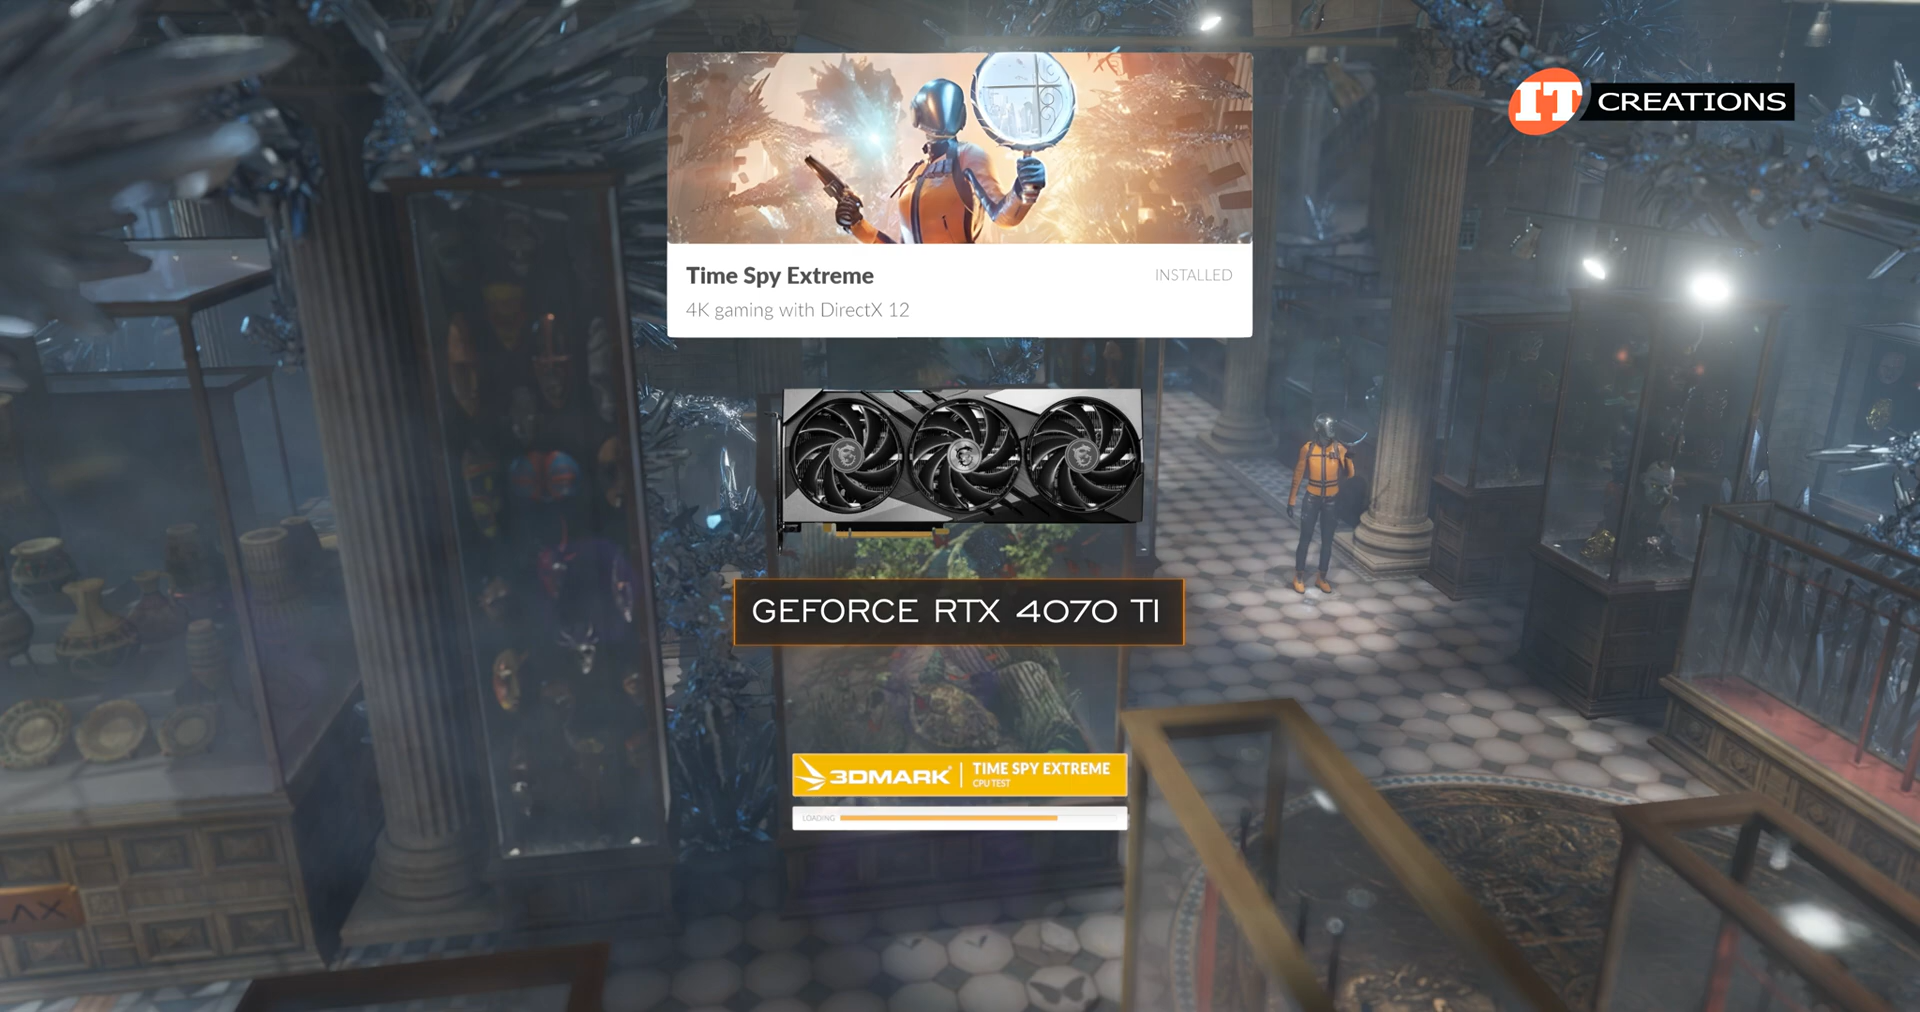 IT CREATIONS
Time Spy Extreme
INSTALLED
4K gaming with DirectX 12
GEFORCE RTX 4070 TI
3DMARK® | TIME SPY EXTREME
CPU TEST
LOADING
LAX